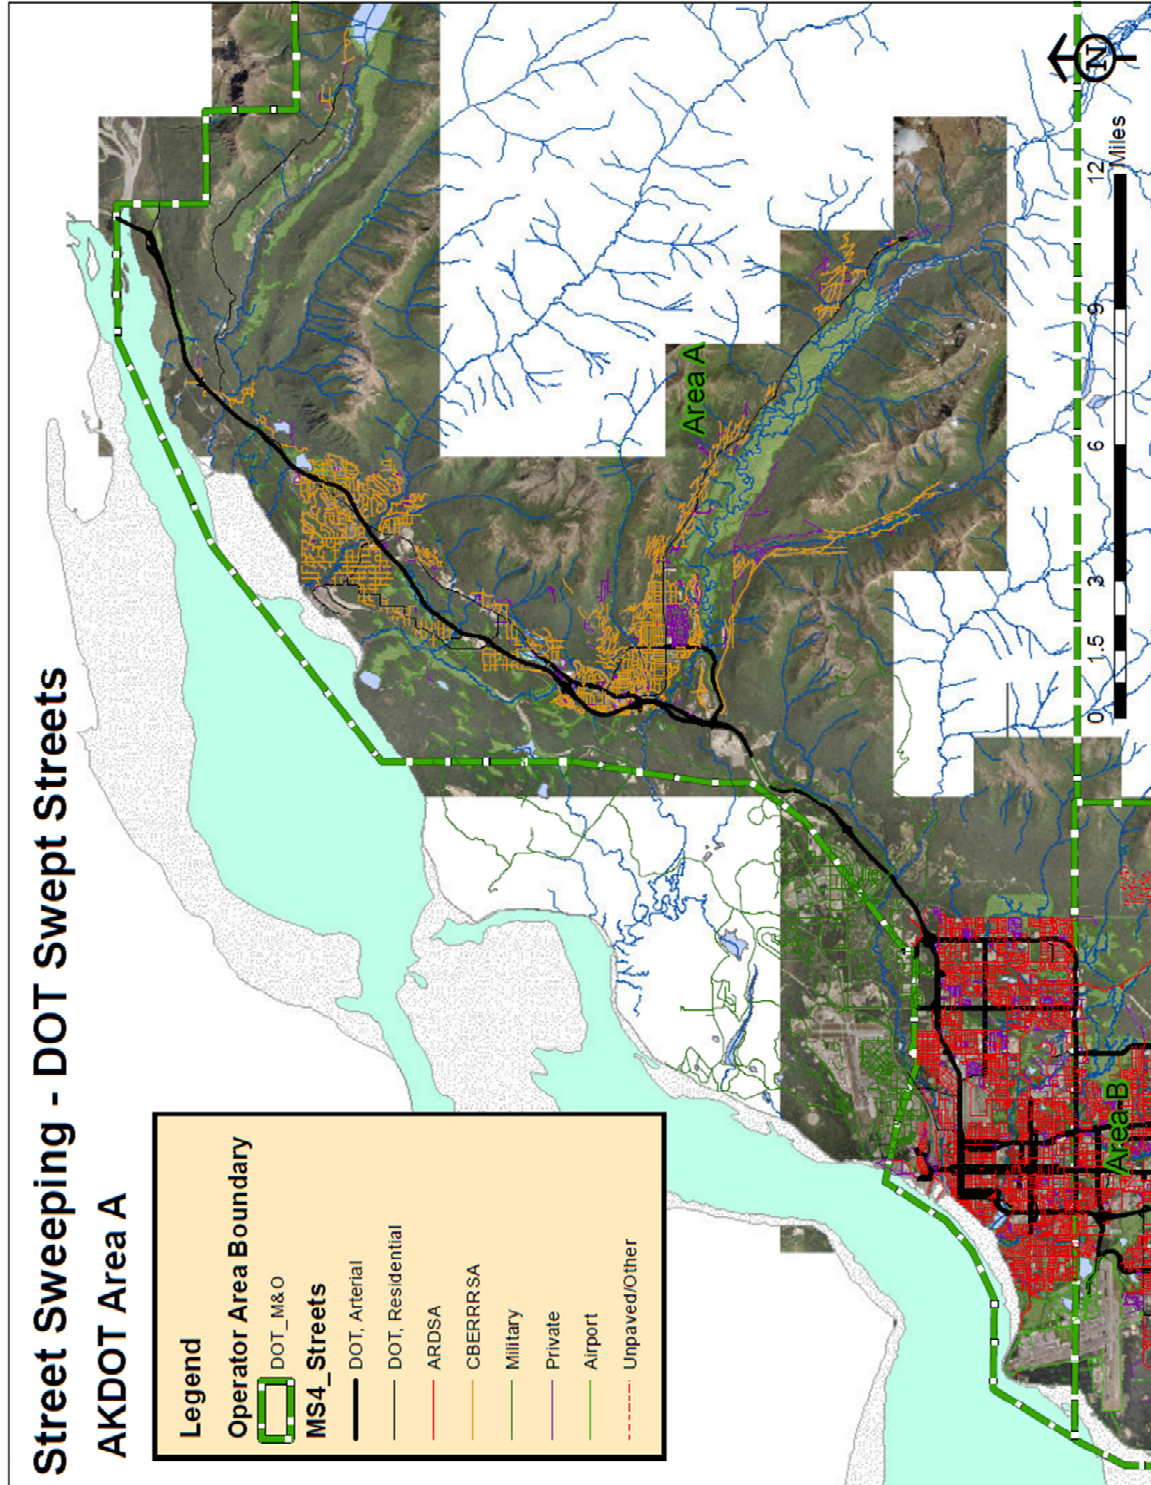 Street Sweeping - DOT Swept Streets
AKDOT Area A
Legend
Operator Area Boundary
DOT_M&O
MS4_Streets
DOT, Arterial
DOT, Residential
ARDSA
CBERRRSA
Military
Private
Airport
Unpaved/Other
Area A
Area B
N
0 1.5 3 6 9 12
Miles